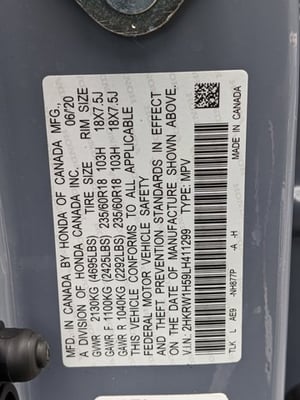 MFD. IN CANADA BY HONDA OF CANADA MFG., 06/20
A DIVISION OF HONDA CANADA INC.
TIRE SIZE RIM SIZE
GVWR 2130KG (4695LBS)
GAWR F 1100KG (2425LBS) 235/60R18 103H 18X7.5J
GAWR R 1040KG (2292LBS) 235/60R18 103H 18X7.5J
THIS VEHICLE CONFORMS TO ALL APPLICABLE
FEDERAL MOTOR VEHICLE SAFETY
AND THEFT PREVENTION STANDARDS IN EFFECT
ON THE DATE OF MANUFACTURE SHOWN ABOVE.
V.I.N.: 2HKRW1H59LH411299 TYPE: MPV
TLK L AE9 -NH877P -A -H
MADE IN CANADA